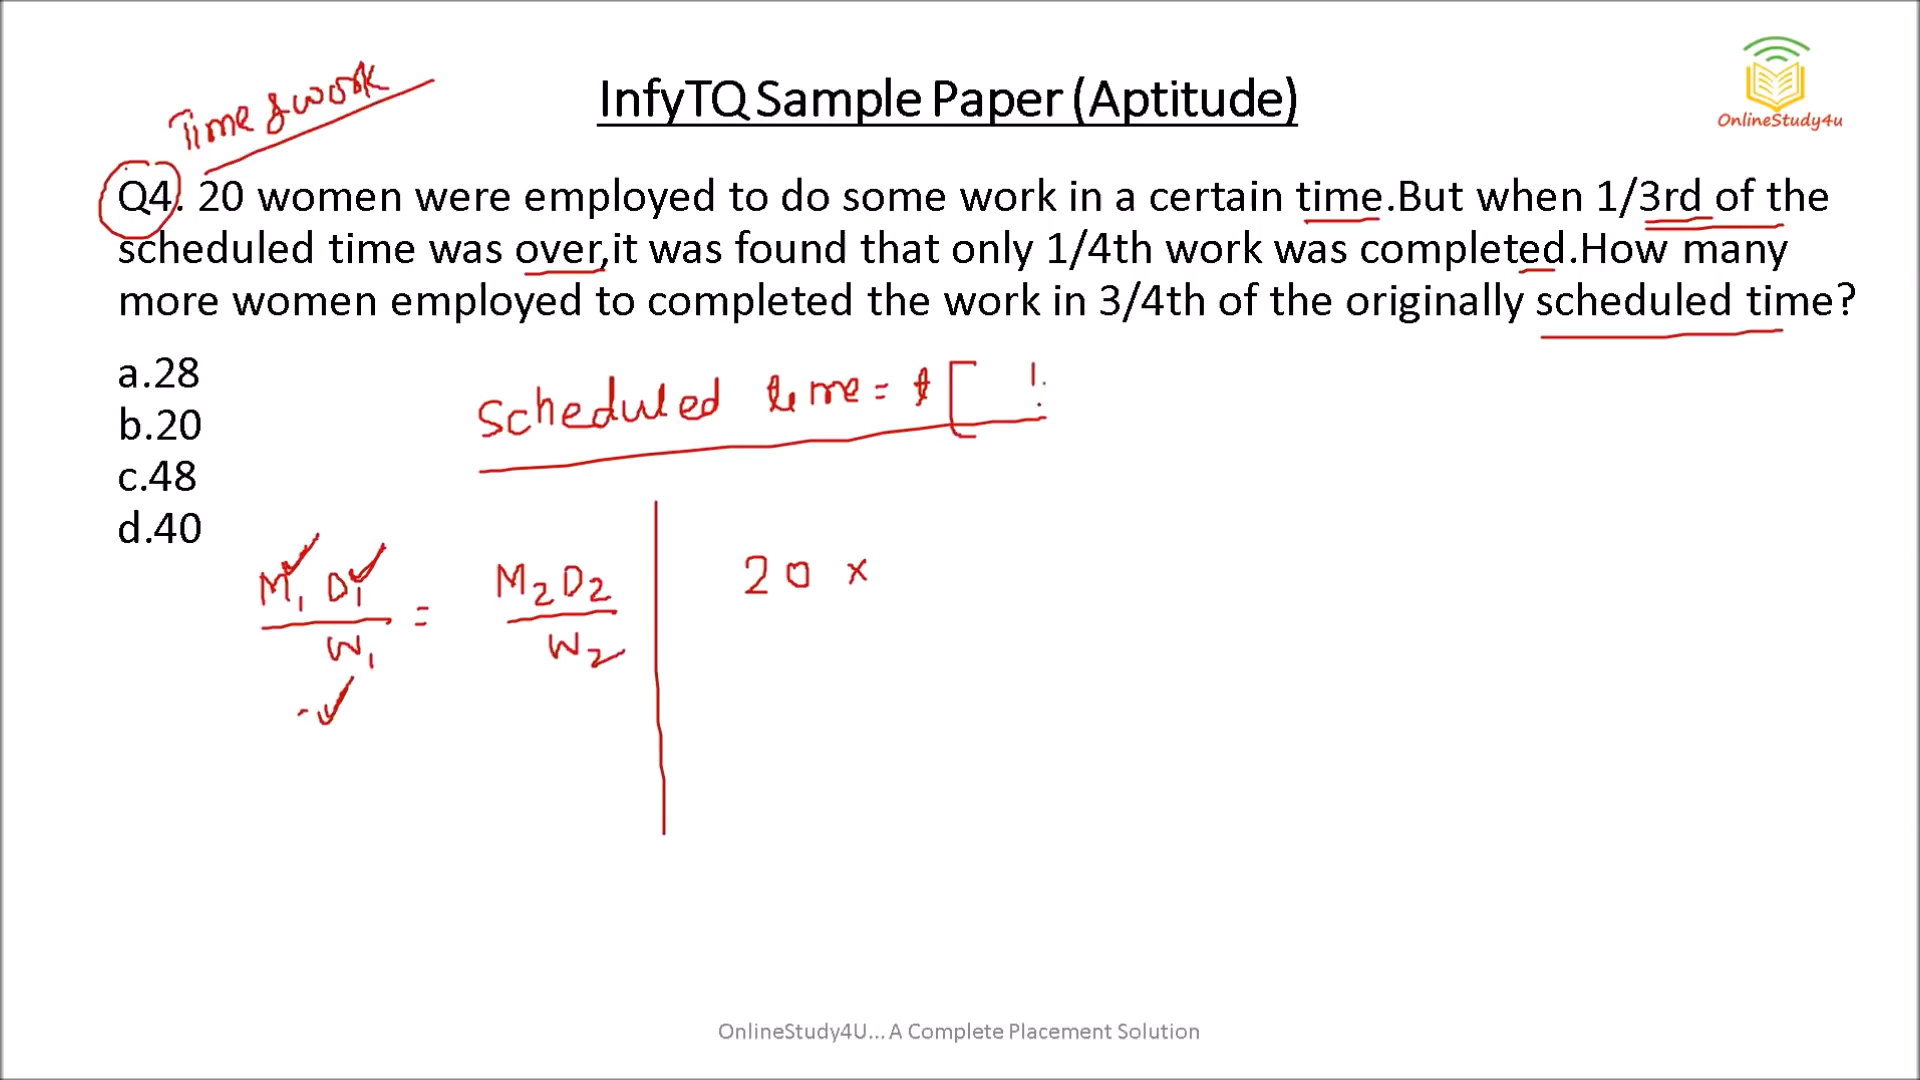 Time & work
InfyTQ Sample Paper (Aptitude)
OnlineStudy4u
Q4. 20 women were employed to do some work in a certain time.But when 1/3rd of the
scheduled time was over,it was found that only 1/4th work was completed.How many
more women employed to completed the work in 3/4th of the originally scheduled time?
a.28
b.20
c.48
d.40
Scheduled time = t [ 1
M1 D1 / W1 = M2 D2 / W2
20 ×
OnlineStudy4U... A Complete Placement Solution